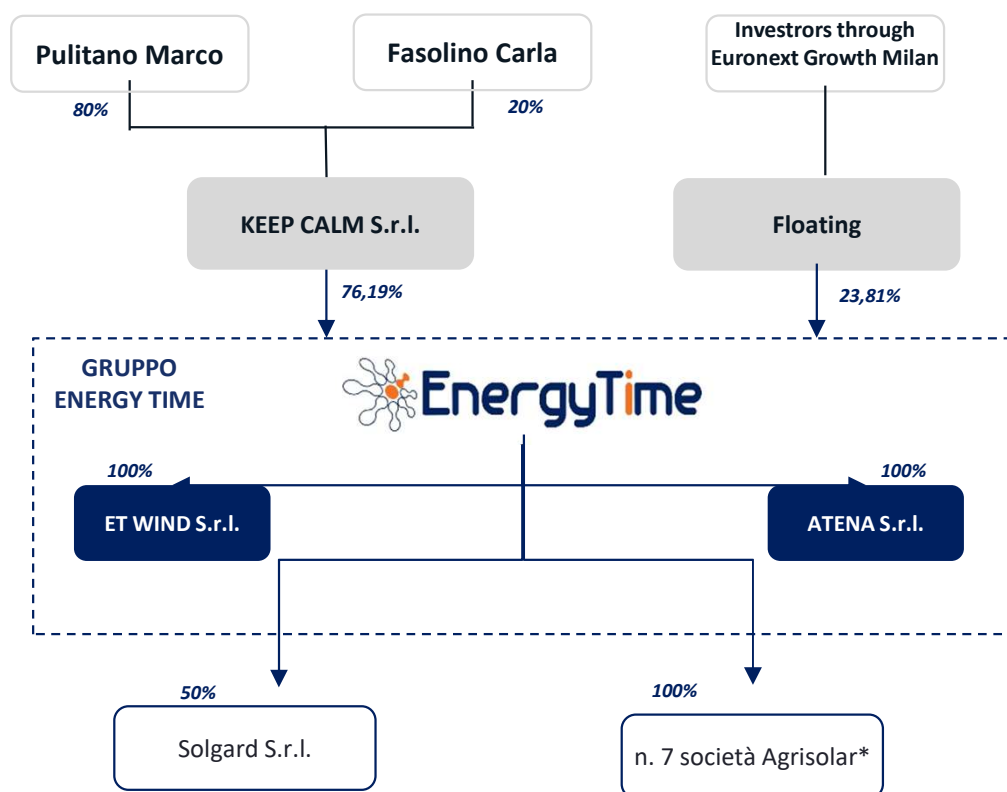 Pulitano Marco
Fasolino Carla
Investrors through
Euronext Growth Milan
80%
20%
KEEP CALM S.r.l.
Floating
76,19%
23,81%
GRUPPO
ENERGY TIME
EnergyTime
100%
100%
ET WIND S.r.l.
ATENA S.r.l.
50%
100%
Solgard S.r.l.
n. 7 società Agrisolar*